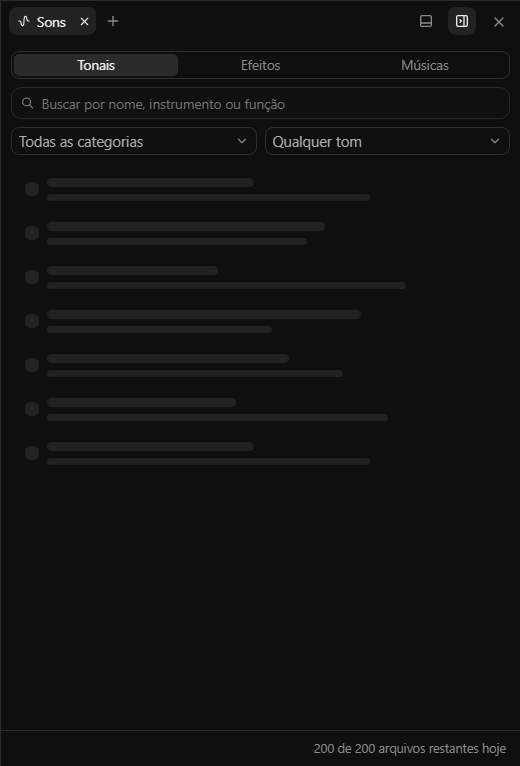 Sons
Tonais Efeitos Músicas
Buscar por nome, instrumento ou função
Todas as categorias Qualquer tom
200 de 200 arquivos restantes hoje